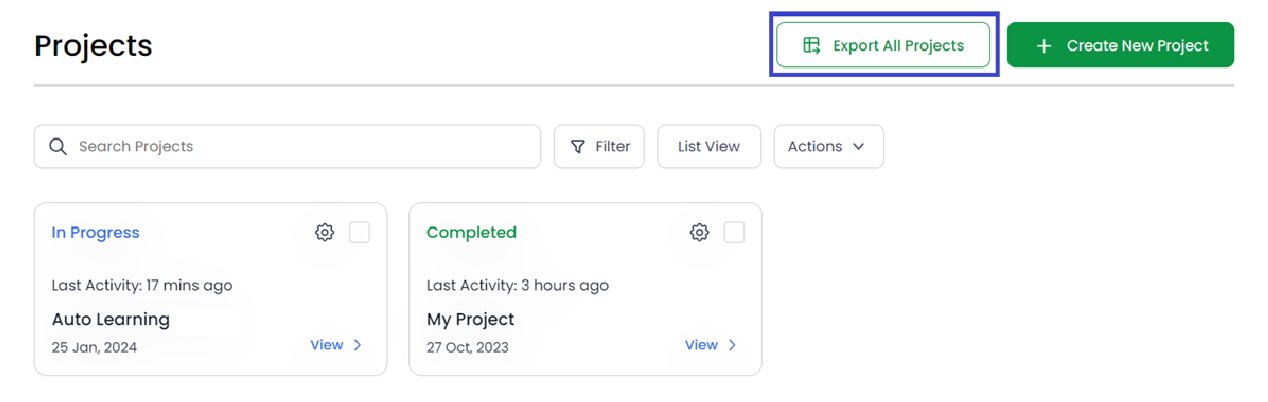 Projects
Export All Projects
Create New Project
Search Projects
Filter
List View
Actions
In Progress
Last Activity: 17 mins ago
Auto Learning
25 Jan, 2024
View
Completed
Last Activity: 3 hours ago
My Project
27 Oct, 2023
View